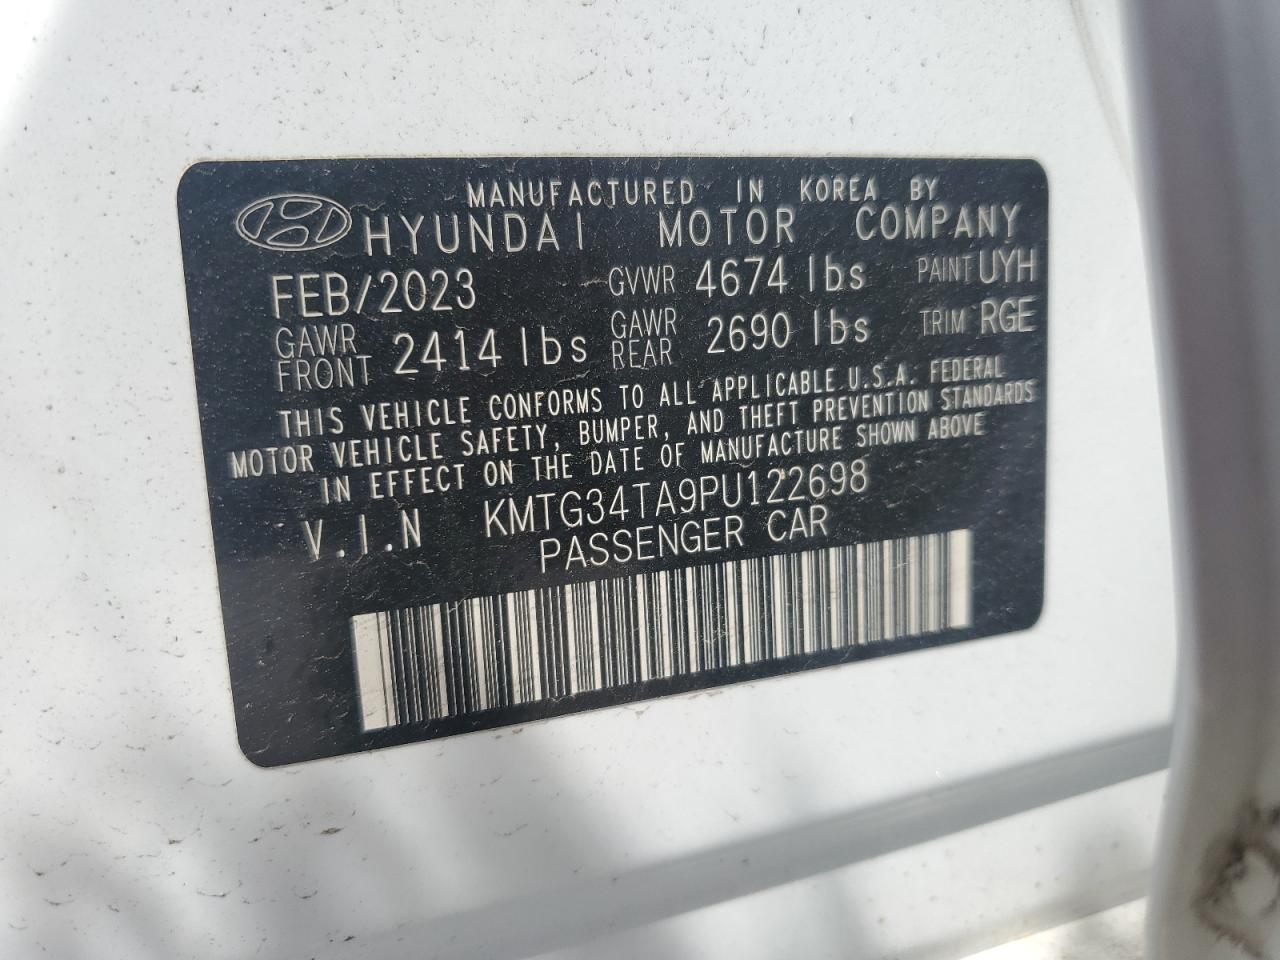 MANUFACTURED IN KOREA BY
HYUNDAI MOTOR COMPANY
FEB/2023 GVWR 4674 lbs PAINT UYH
GAWR FRONT 2414 lbs GAWR REAR 2690 lbs TRIM RGE
THIS VEHICLE CONFORMS TO ALL APPLICABLE U.S.A. FEDERAL
MOTOR VEHICLE SAFETY, BUMPER, AND THEFT PREVENTION STANDARDS
IN EFFECT ON THE DATE OF MANUFACTURE SHOWN ABOVE
V.I.N KMTG34TA9PU122698
PASSENGER CAR